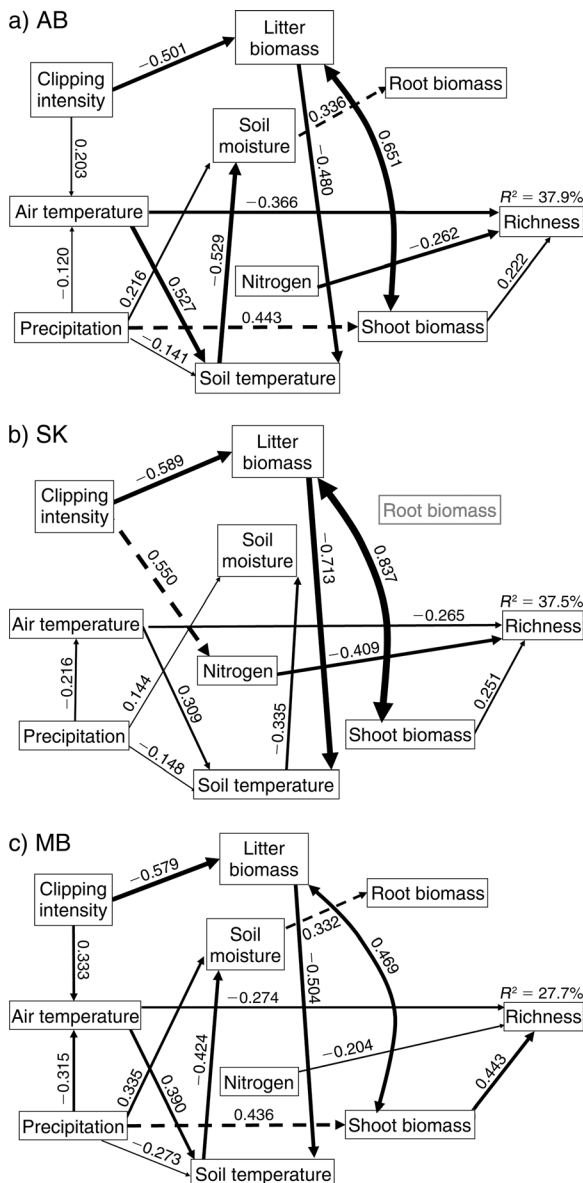 a) AB
Litter
biomass
−0.501
Clipping
intensity
Root biomass
0.336
Soil
moisture
0.651
0.203
−0.480
R² = 37.9%
Air temperature
−0.366
Richness
−0.120
0.216
0.527
−0.529
−0.262
Nitrogen
0.222
Precipitation
0.443
Shoot biomass
−0.141
Soil temperature
b) SK
Litter
biomass
−0.589
Clipping
intensity
Root biomass
0.550
Soil
moisture
−0.713
0.837
R² = 37.5%
Air temperature
−0.265
Richness
−0.216
0.144
0.309
Nitrogen
−0.409
−0.335
0.251
Precipitation
Shoot biomass
−0.148
Soil temperature
c) MB
Litter
biomass
−0.579
Clipping
intensity
Root biomass
0.332
Soil
moisture
0.469
0.333
−0.504
R² = 27.7%
Air temperature
−0.274
Richness
−0.315
0.335
0.390
−0.424
−0.204
Nitrogen
0.443
Precipitation
0.436
Shoot biomass
−0.273
Soil temperature